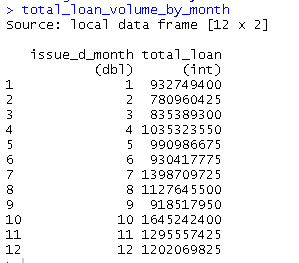 > total_loan_volume_by_month
Source: local data frame [12 x 2]
issue_d_month total_loan
(dbl) (int)
1 1 932749400
2 2 780960425
3 3 835389300
4 4 1035323550
5 5 990986675
6 6 930417775
7 7 1398709725
8 8 1127645500
9 9 918517950
10 10 1645242400
11 11 1295557425
12 12 1202069825